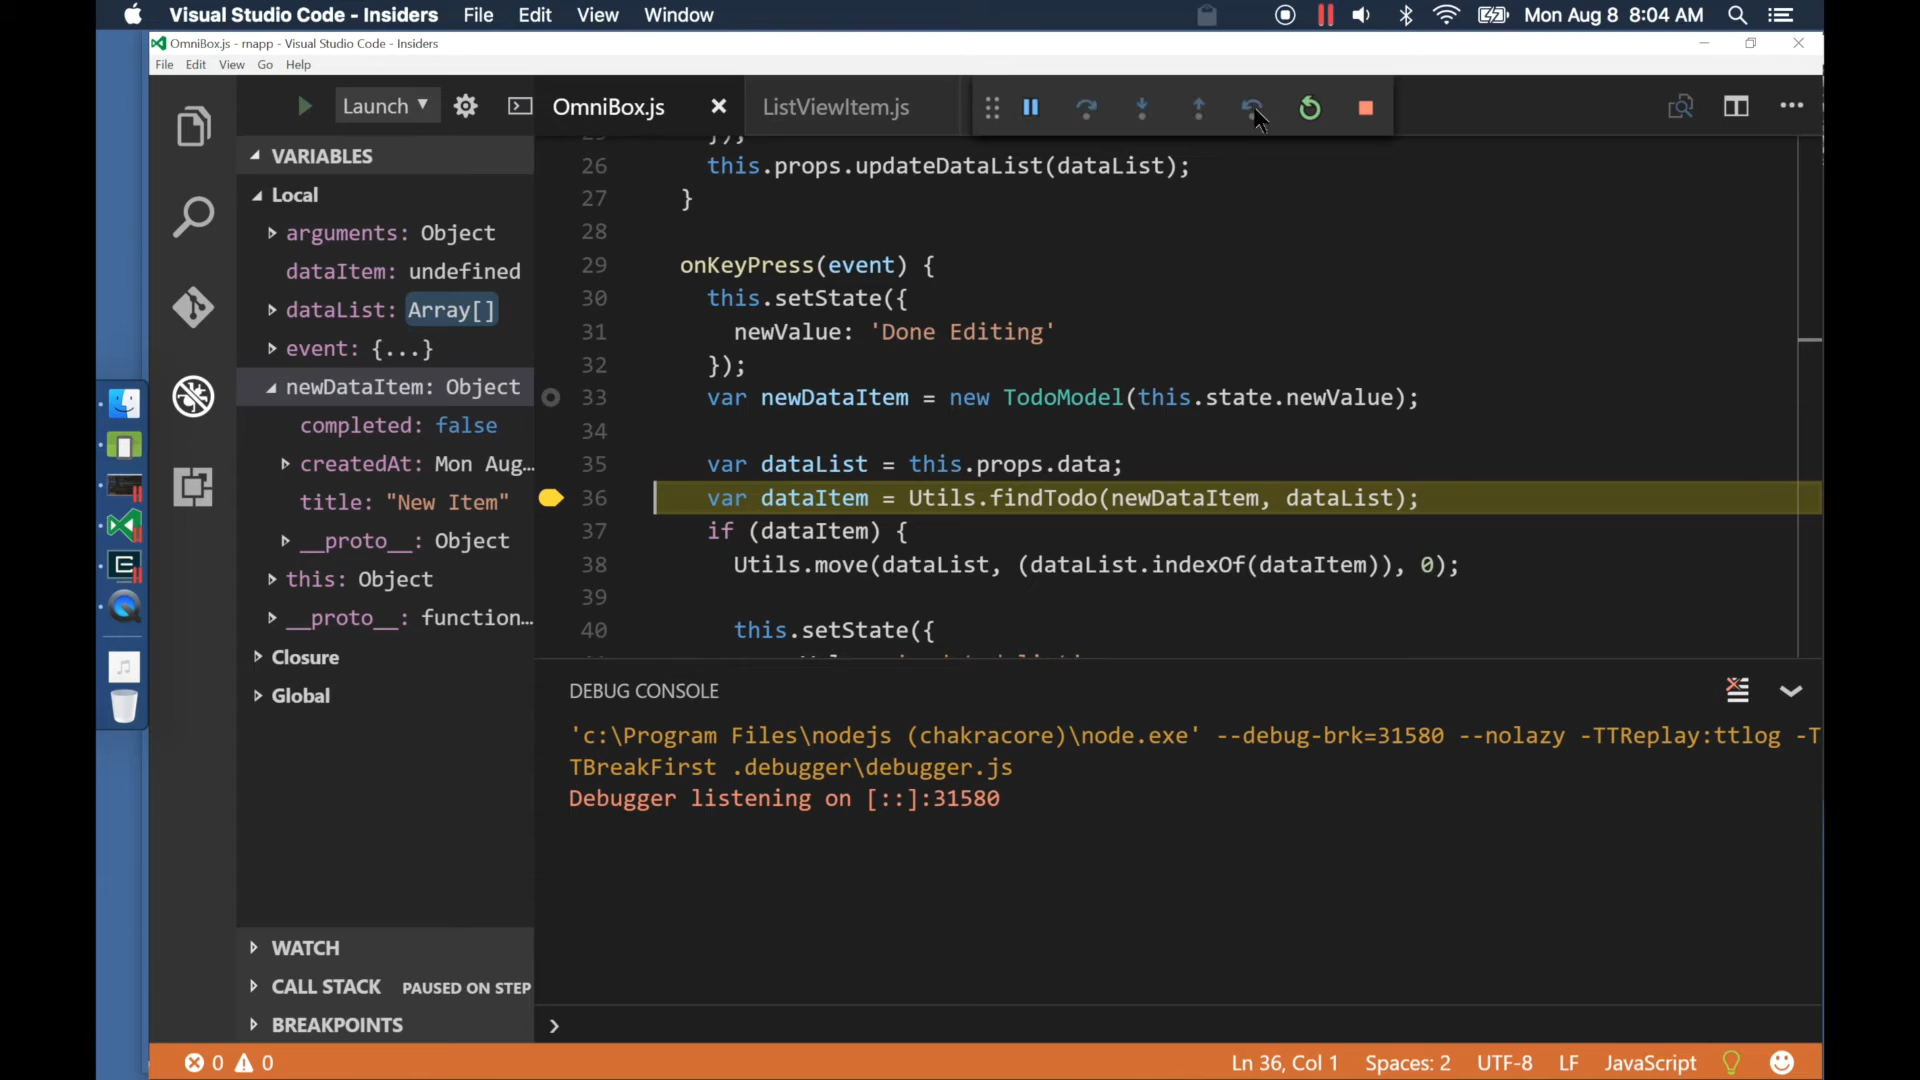 Visual Studio Code - Insiders File Edit View Window Mon Aug 8 8:04 AM
OmniBox.js - rnapp - Visual Studio Code - Insiders
File Edit View Go Help
Launch
OmniBox.js
ListViewItem.js
VARIABLES
Local
arguments: Object
dataItem: undefined
dataList: Array[]
event: {...}
newDataItem: Object
completed: false
createdAt: Mon Aug…
title: "New Item"
__proto__: Object
this: Object
__proto__: function…
Closure
Global
WATCH
CALL STACK PAUSED ON STEP
BREAKPOINTS
26 this.props.updateDataList(dataList);
27 }
28
29 onKeyPress(event) {
30 this.setState({
31 newValue: 'Done Editing'
32 });
33 var newDataItem = new TodoModel(this.state.newValue);
34
35 var dataList = this.props.data;
36 var dataItem = Utils.findTodo(newDataItem, dataList);
37 if (dataItem) {
38 Utils.move(dataList, (dataList.indexOf(dataItem)), 0);
39
40 this.setState({
DEBUG CONSOLE
'c:\Program Files\nodejs (chakracore)\node.exe' --debug-brk=31580 --nolazy -TTReplay:ttlog -T
TBreakFirst .debugger\debugger.js
Debugger listening on [::]:31580
0 0 Ln 36, Col 1 Spaces: 2 UTF-8 LF JavaScript